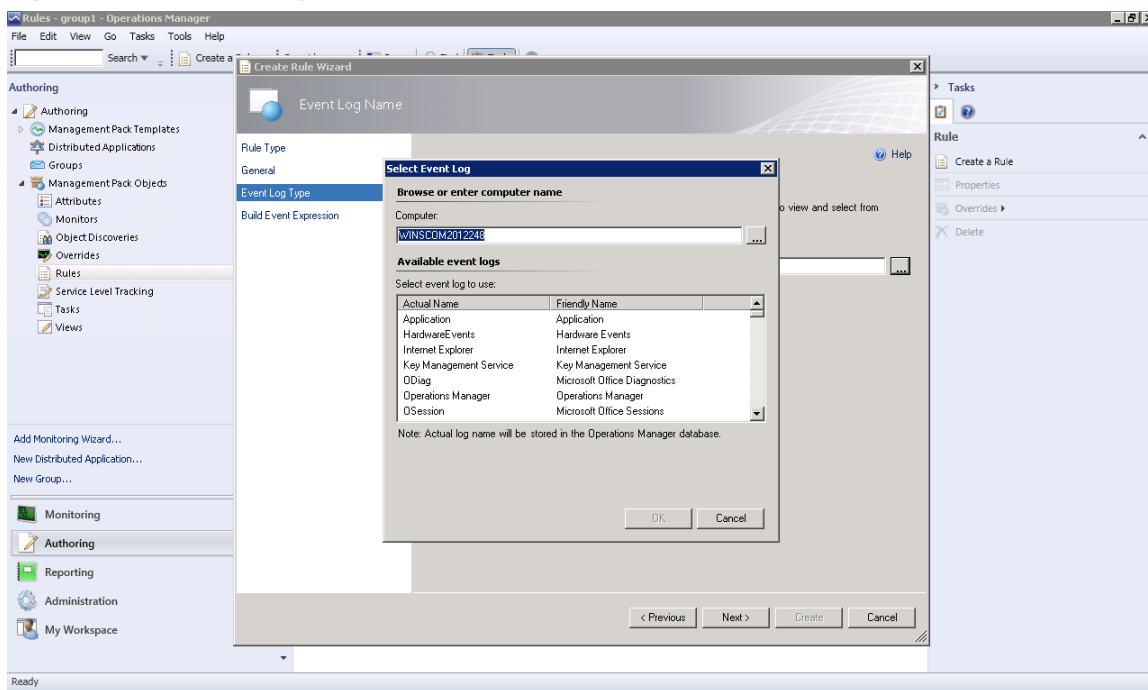 Rules - group1 - Operations Manager
File Edit View Go Tasks Tools Help
Search
Create a
Authoring
Authoring
Management Pack Templates
Distributed Applications
Groups
Management Pack Objects
Attributes
Monitors
Object Discoveries
Overrides
Rules
Service Level Tracking
Tasks
Views
Add Monitoring Wizard...
New Distributed Application...
New Group...
Monitoring
Authoring
Reporting
Administration
My Workspace
Ready
Create Rule Wizard
Event Log Name
Rule Type
General
Event Log Type
Build Event Expression
Help
o view and select from
...
Select Event Log
Browse or enter computer name
Computer:
WINSCOM2012248
...
Available event logs
Select event log to use:
Actual Name Friendly Name
Application Application
HardwareEvents Hardware Events
Internet Explorer Internet Explorer
Key Management Service Key Management Service
ODiag Microsoft Office Diagnostics
Operations Manager Operations Manager
OSession Microsoft Office Sessions
Note: Actual log name will be stored in the Operations Manager database.
OK Cancel
< Previous Next > Create Cancel
Tasks
Rule
Create a Rule
Properties
Overrides
Delete